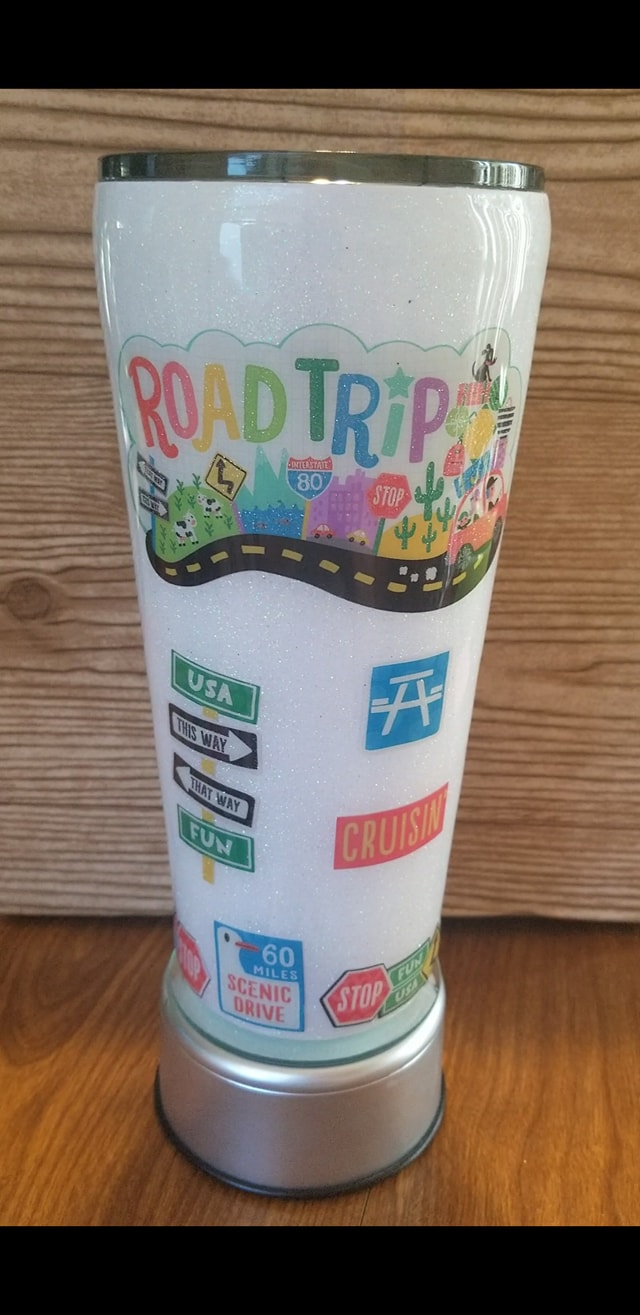 ROAD TRIP
INTERSTATE
80
STOP
USA
THIS WAY
THAT WAY
FUN
CRUISIN'
STOP
60
MILES
SCENIC
DRIVE
STOP
FUN
USA